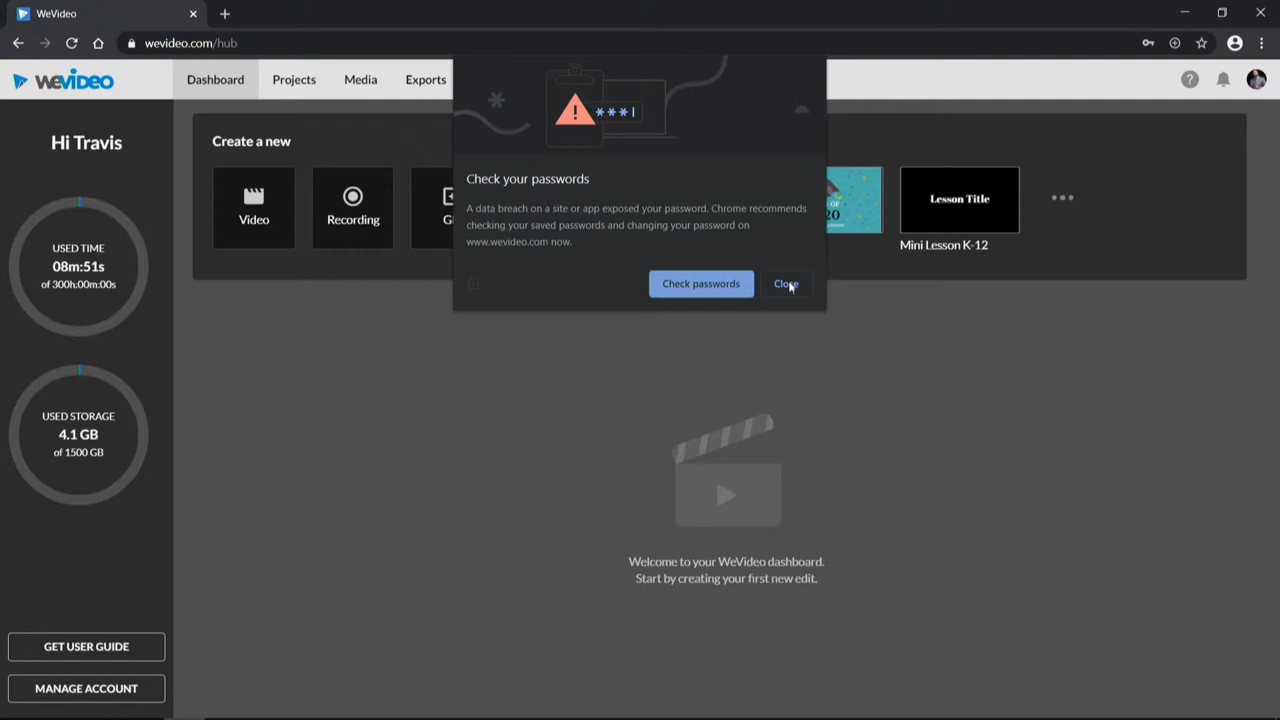 WeVideo
wevideo.com/hub
WEVIDEO
Dashboard
Projects
Media
Exports
Hi Travis
USED TIME
08m:51s
of 300h:00m:00s
USED STORAGE
4.1 GB
of 1500 GB
GET USER GUIDE
MANAGE ACCOUNT
Create a new
Video
Recording
***
Check your passwords
A data breach on a site or app exposed your password. Chrome recommends
checking your saved passwords and changing your password on
www.wevideo.com now.
Check passwords
Close
Lesson Title
Mini Lesson K-12
Welcome to your WeVideo dashboard.
Start by creating your first new edit.